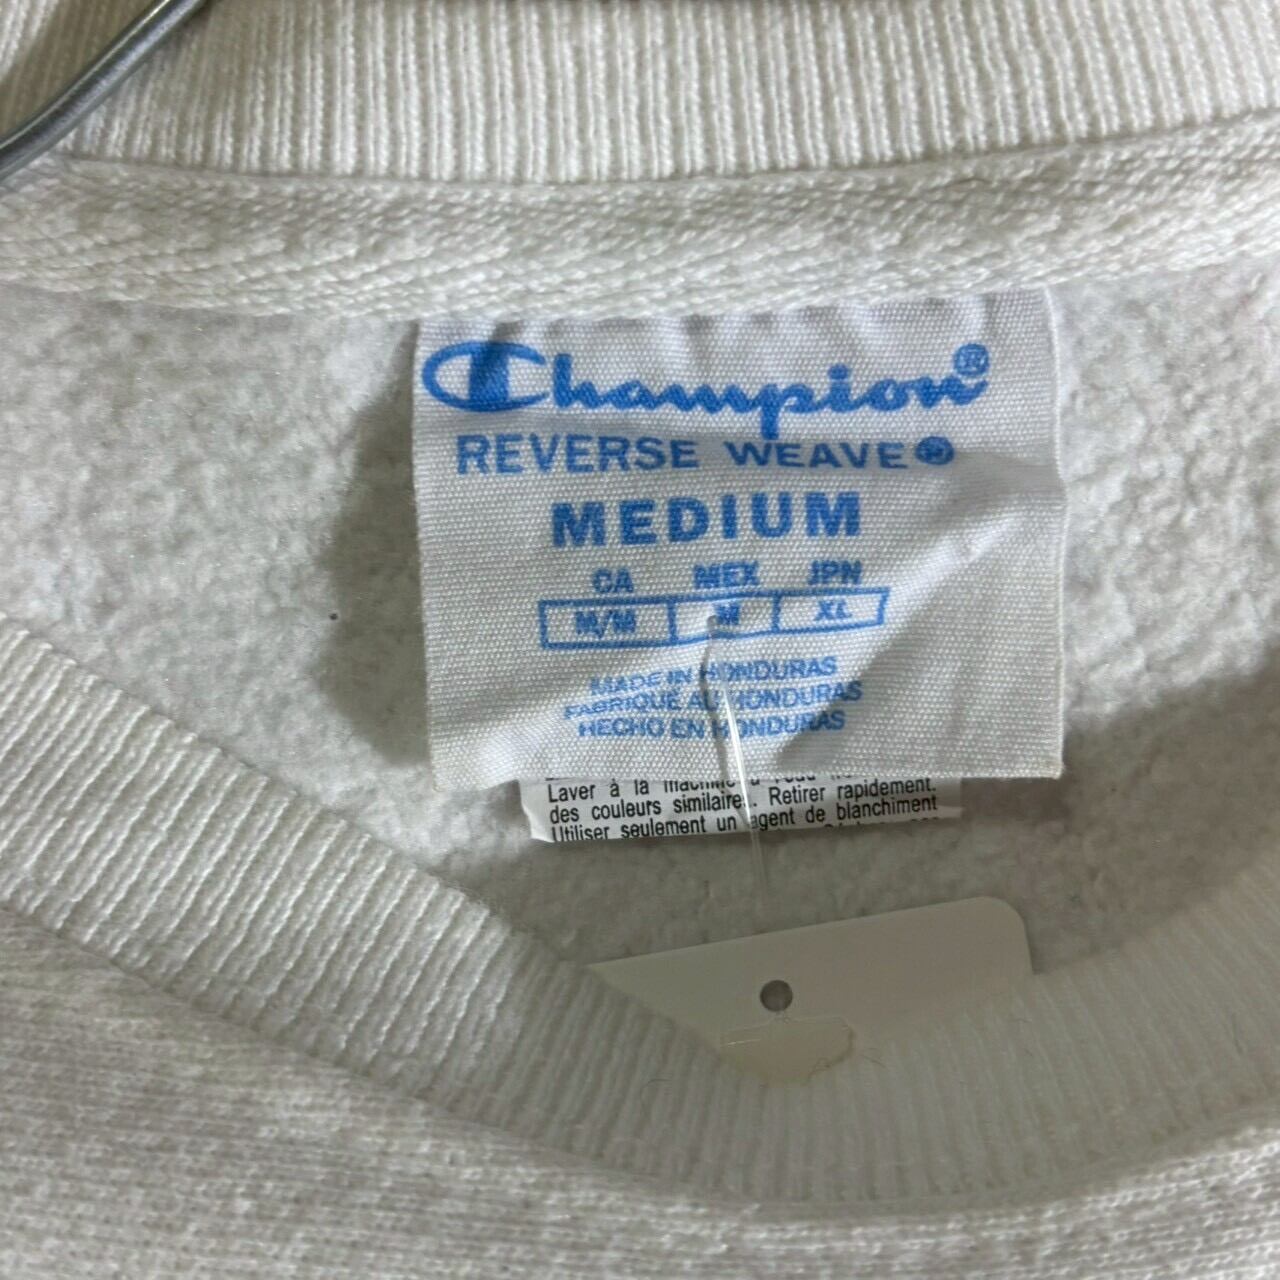 Champion®
REVERSE WEAVE®
MEDIUM
CA MEX JPN
M/M M XL
MADE IN HONDURAS
FABRIQUE AU HONDURAS
HECHO EN HONDURAS
Laver à la machine à l'eau
des couleurs similaires. Retirer rapidement.
Utiliser seulement un agent de blanchiment